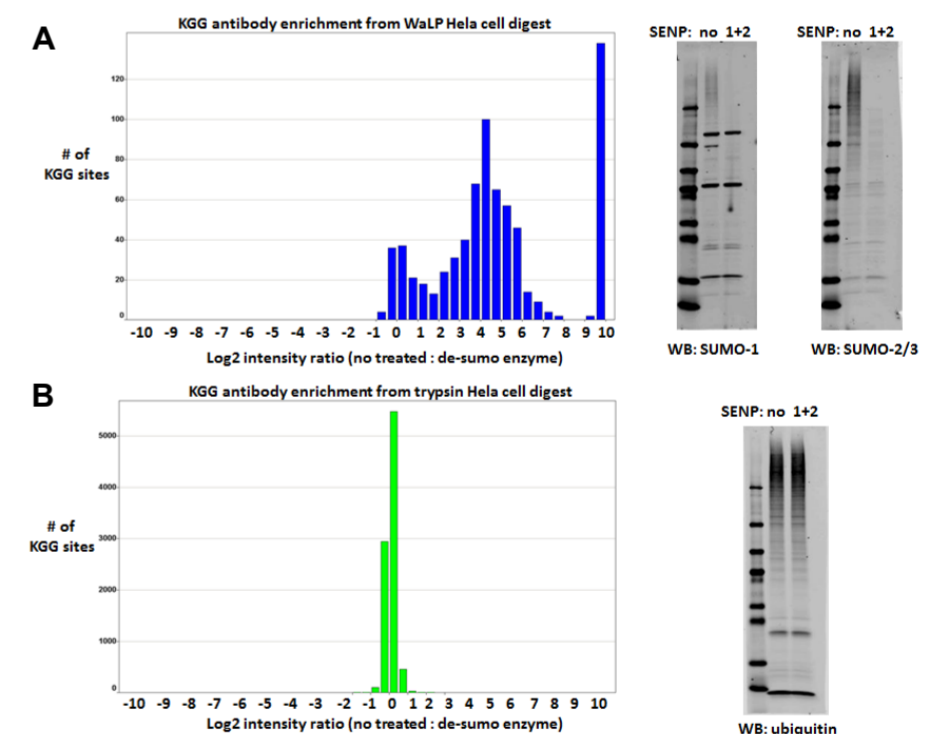 A
KGG antibody enrichment from WaLP Hela cell digest
120
100
80
60
40
20
0
# of
KGG sites
-10 -9 -8 -7 -6 -5 -4 -3 -2 -1 0 1 2 3 4 5 6 7 8 9 10
Log2 intensity ratio (no treated : de-sumo enzyme)
SENP: no 1+2
WB: SUMO-1
SENP: no 1+2
WB: SUMO-2/3
B
KGG antibody enrichment from trypsin Hela cell digest
5000
4000
3000
2000
1000
0
# of
KGG sites
-10 -9 -8 -7 -6 -5 -4 -3 -2 -1 0 1 2 3 4 5 6 7 8 9 10
Log2 intensity ratio (no treated : de-sumo enzyme)
SENP: no 1+2
WB: ubiquitin